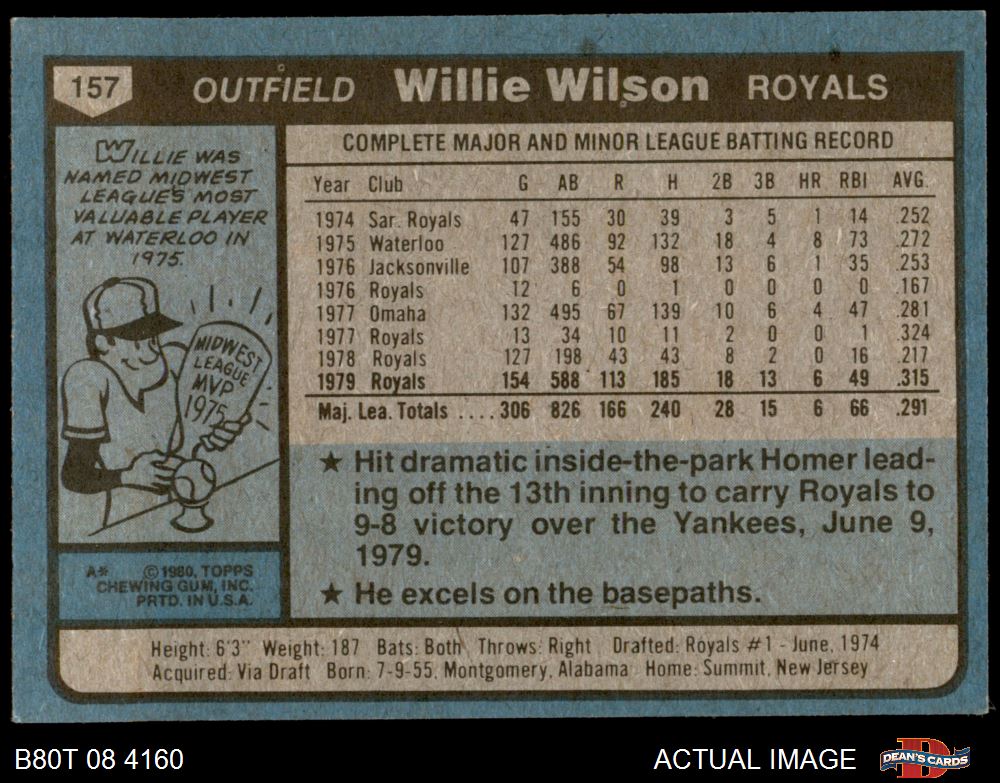 157 OUTFIELD Willie Wilson ROYALS
WILLIE WAS
NAMED MIDWEST
LEAGUE'S MOST
VALUABLE PLAYER
AT WATERLOO IN
1975.
MIDWEST
LEAGUE
MVP
1975
A* © 1980, TOPPS
CHEWING GUM, INC.
PRTD. IN U.S.A.
COMPLETE MAJOR AND MINOR LEAGUE BATTING RECORD
Year Club G AB R H 2B 3B HR RBI AVG.
1974 Sar. Royals 47 155 30 39 3 5 1 14 .252
1975 Waterloo 127 486 92 132 18 4 8 73 .272
1976 Jacksonville 107 388 54 98 13 6 1 35 .253
1976 Royals 12 6 0 1 0 0 0 0 .167
1977 Omaha 132 495 67 139 10 6 4 47 .281
1977 Royals 13 34 10 11 2 0 0 1 .324
1978 Royals 127 198 43 43 8 2 0 16 .217
1979 Royals 154 588 113 185 18 13 6 49 .315
Maj. Lea. Totals .... 306 826 166 240 28 15 6 66 .291
★ Hit dramatic inside-the-park Homer lead-
ing off the 13th inning to carry Royals to
9-8 victory over the Yankees, June 9,
1979.
★ He excels on the basepaths.
Height: 6'3" Weight: 187 Bats: Both Throws: Right Drafted: Royals #1 - June, 1974
Acquired: Via Draft Born: 7-9-55, Montgomery, Alabama Home: Summit, New Jersey
B80T 08 4160 ACTUAL IMAGE DEAN'S CARDS